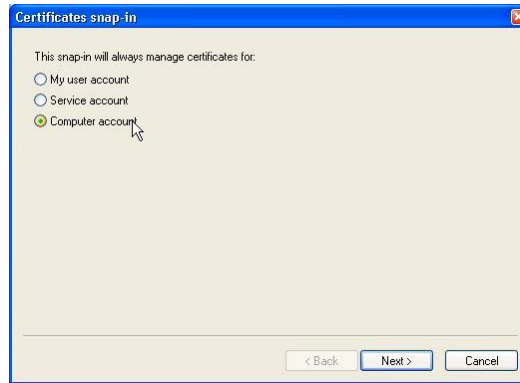 Certificates snap-in
This snap-in will always manage certificates for:
My user account
Service account
Computer account
< Back Next > Cancel